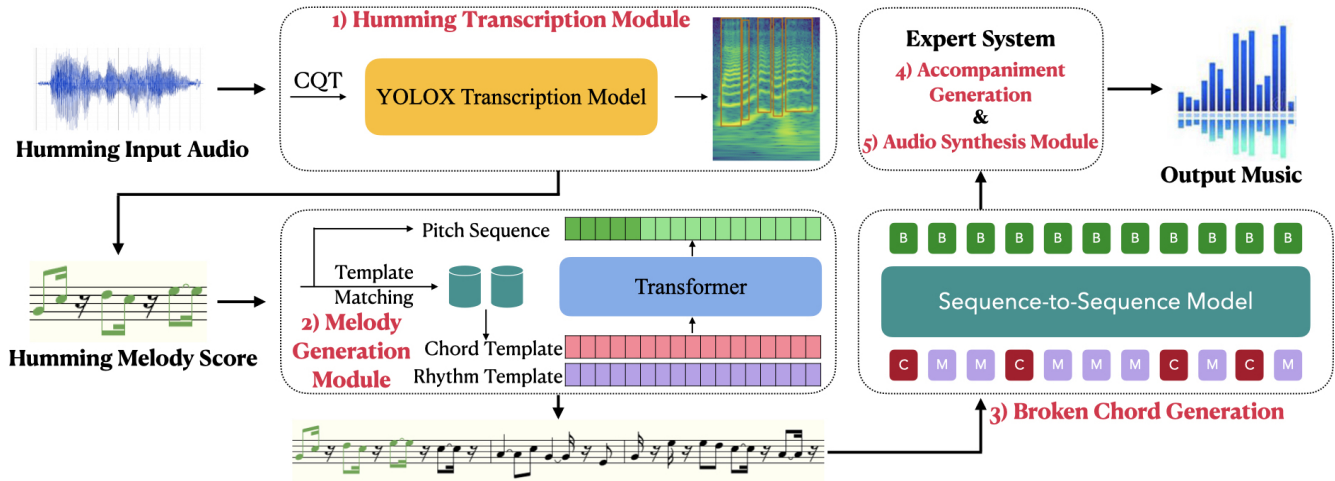 1) Humming Transcription Module
CQT
YOLOX Transcription Model
Humming Input Audio
Expert System
4) Accompaniment
Generation
&
5) Audio Synthesis Module
Output Music
Humming Melody Score
Pitch Sequence
Template
Matching
Transformer
2) Melody
Generation
Module
Chord Template
Rhythm Template
B B B B B B B B B B B
Sequence-to-Sequence Model
C M M C M M M C M C M
3) Broken Chord Generation